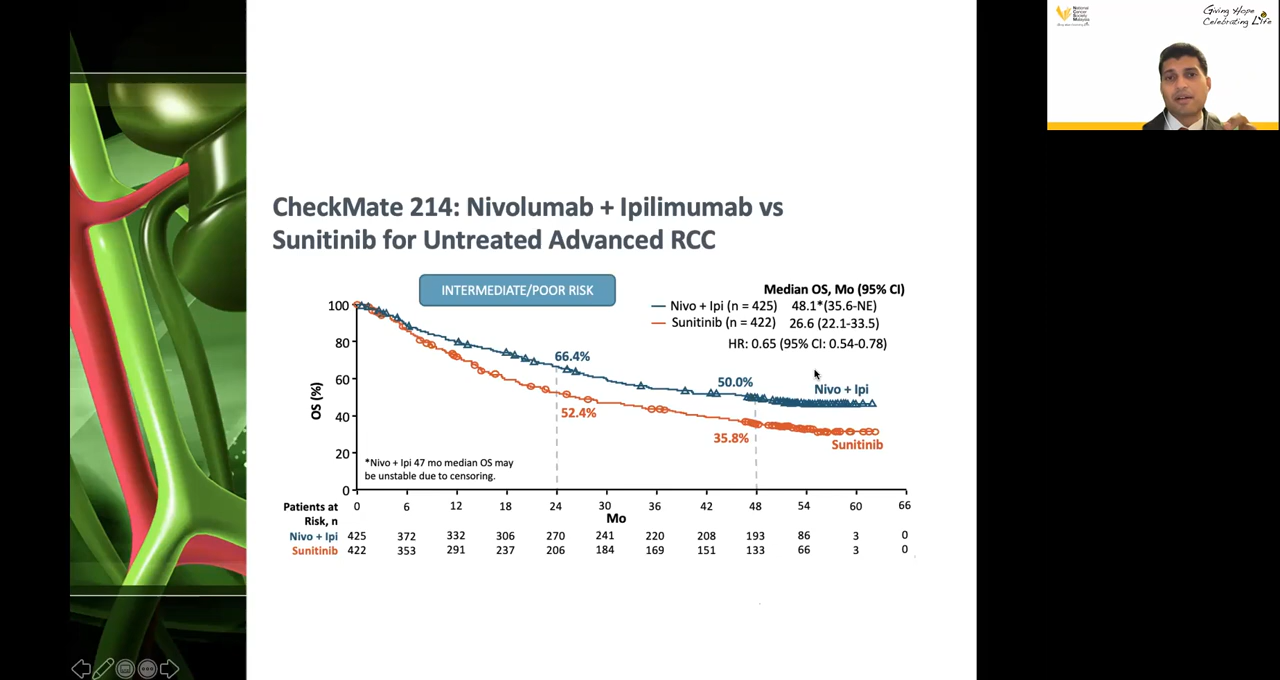 National
Cancer
Society
Malaysia
Giving Hope
Celebrating Life
CheckMate 214: Nivolumab + Ipilimumab vs
Sunitinib for Untreated Advanced RCC
INTERMEDIATE/POOR RISK
Median OS, Mo (95% CI)
Nivo + Ipi (n = 425) 48.1* (35.6-NE)
Sunitinib (n = 422) 26.6 (22.1-33.5)
HR: 0.65 (95% CI: 0.54-0.78)
OS (%)
100
80
60
40
20
0
66.4%
52.4%
50.0%
35.8%
Nivo + Ipi
Sunitinib
*Nivo + Ipi 47 mo median OS may
be unstable due to censoring.
0 6 12 18 24 30 36 42 48 54 60 66
Mo
Patients at
Risk, n
Nivo + Ipi 425 372 332 306 270 241 220 208 193 86 3 0
Sunitinib 422 353 291 237 206 184 169 151 133 66 3 0